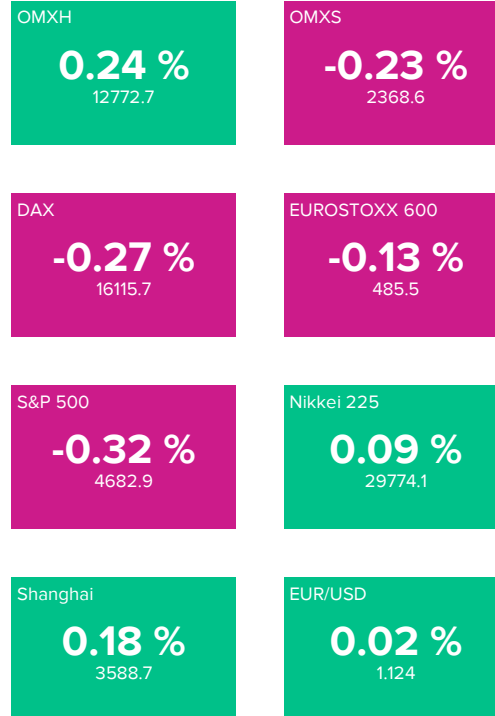 OMXH
0.24 %
12772.7
OMXS
-0.23 %
2368.6
DAX
-0.27 %
16115.7
EUROSTOXX 600
-0.13 %
485.5
S&P 500
-0.32 %
4682.9
Nikkei 225
0.09 %
29774.1
Shanghai
0.18 %
3588.7
EUR/USD
0.02 %
1.124